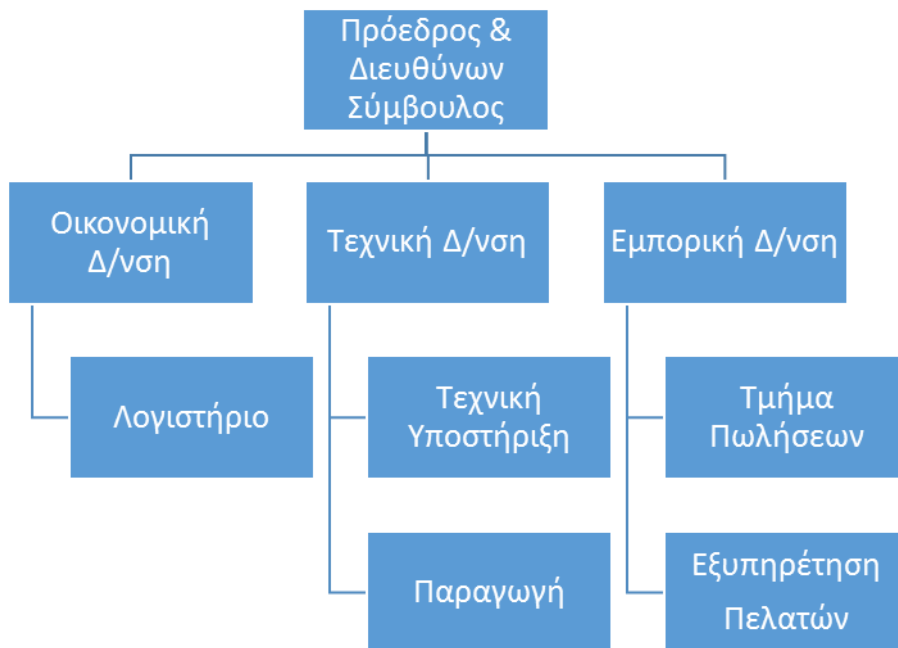 Πρόεδρος &
Διευθύνων
Σύμβουλος
Οικονομική
Δ/νση
Τεχνική Δ/νση
Εμπορική Δ/νση
Λογιστήριο
Τεχνική
Υποστήριξη
Τμήμα
Πωλήσεων
Παραγωγή
Εξυπηρέτηση
Πελατών